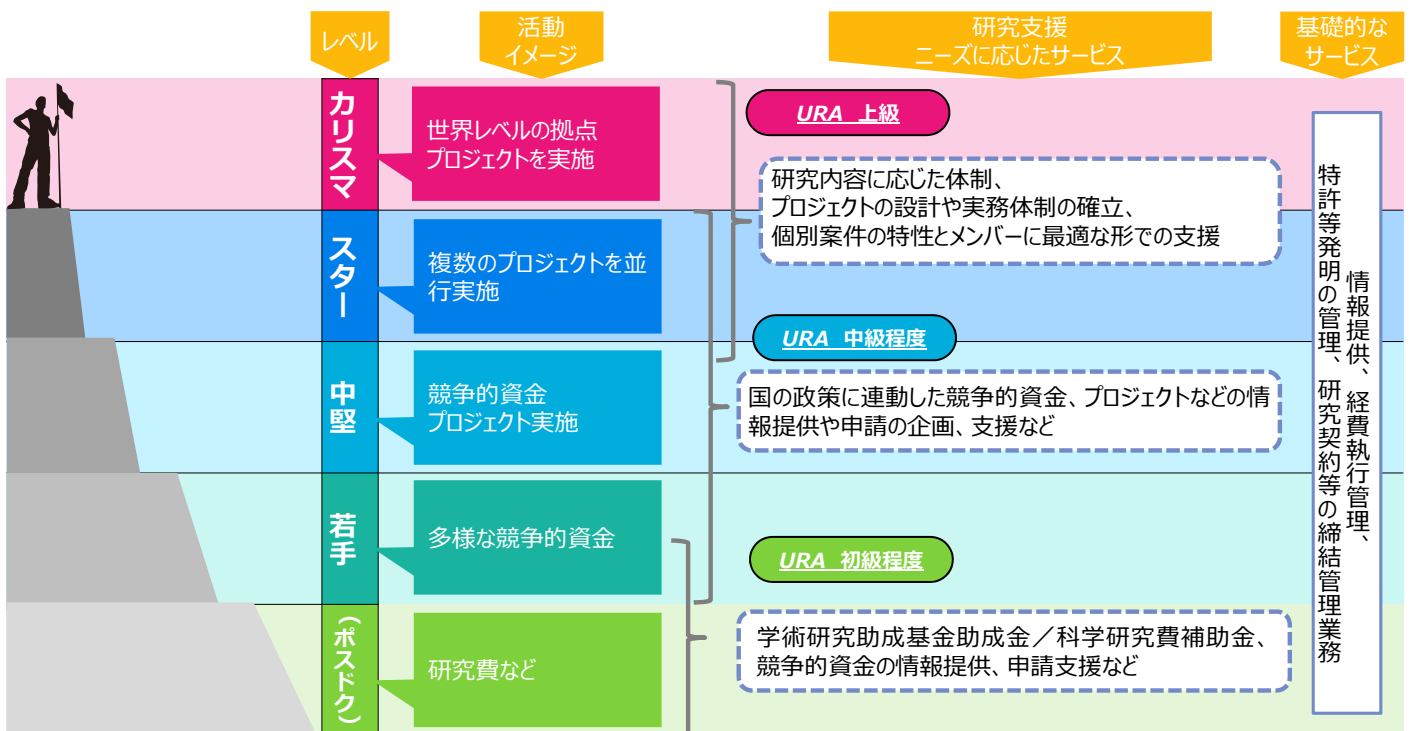 レベル
活動
イメージ
研究支援
ニーズに応じたサービス
基礎的な
サービス
カリスマ
世界レベルの拠点
プロジェクトを実施
URA 上級
研究内容に応じた体制、
プロジェクトの設計や実務体制の確立、
個別案件の特性とメンバーに最適な形での支援
スター
複数のプロジェクトを並
行実施
URA 中級程度
中堅
競争的資金
プロジェクト実施
国の政策に連動した競争的資金、プロジェクトなどの情
報提供や申請の企画、支援など
若手
多様な競争的資金
URA 初級程度
(ポスドク)
研究費など
学術研究助成基金助成金／科学研究費補助金、
競争的資金の情報提供、申請支援など
情報提供、経費執行管理、
特許等発明の管理、研究契約等の締結管理業務